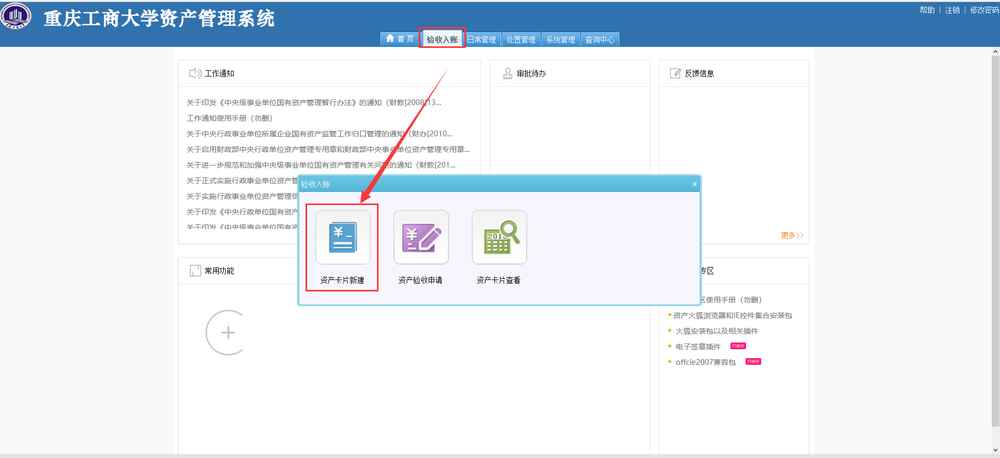 重庆工商大学资产管理系统
帮助 | 注销 | 修改密码
首 页 验收入账 日常管理 处置管理 系统管理 查询中心
工作通知
关于印发《中央级事业单位国有资产管理暂行办法》的通知（财教[2008]13...
工作通知使用手册（勿删）
关于中央行政事业单位所属企业国有资产监管工作归口管理的通知（财办[2010...
关于启用财政部中央行政单位资产管理专用章和财政部中央事业单位资产管理专用章...
关于进一步规范和加强中央级事业单位国有资产管理有关问题的通知（财教[201...
关于正式实施行政事业单位资产管
关于实施行政事业单位资产管理信
关于印发《中央行政单位国有资产
关于印发《中央级事业单位国有资
审批待办
反馈信息
更多>>
验收入账 ×
资产卡片新建 资产验收申请 2010 资产卡片查看
常用功能
专区
区使用手册（勿删）
资产火狐浏览器和IE控件集合安装包
火狐安装包以及相关插件
电子签章插件 new
offcie2007兼容包 new